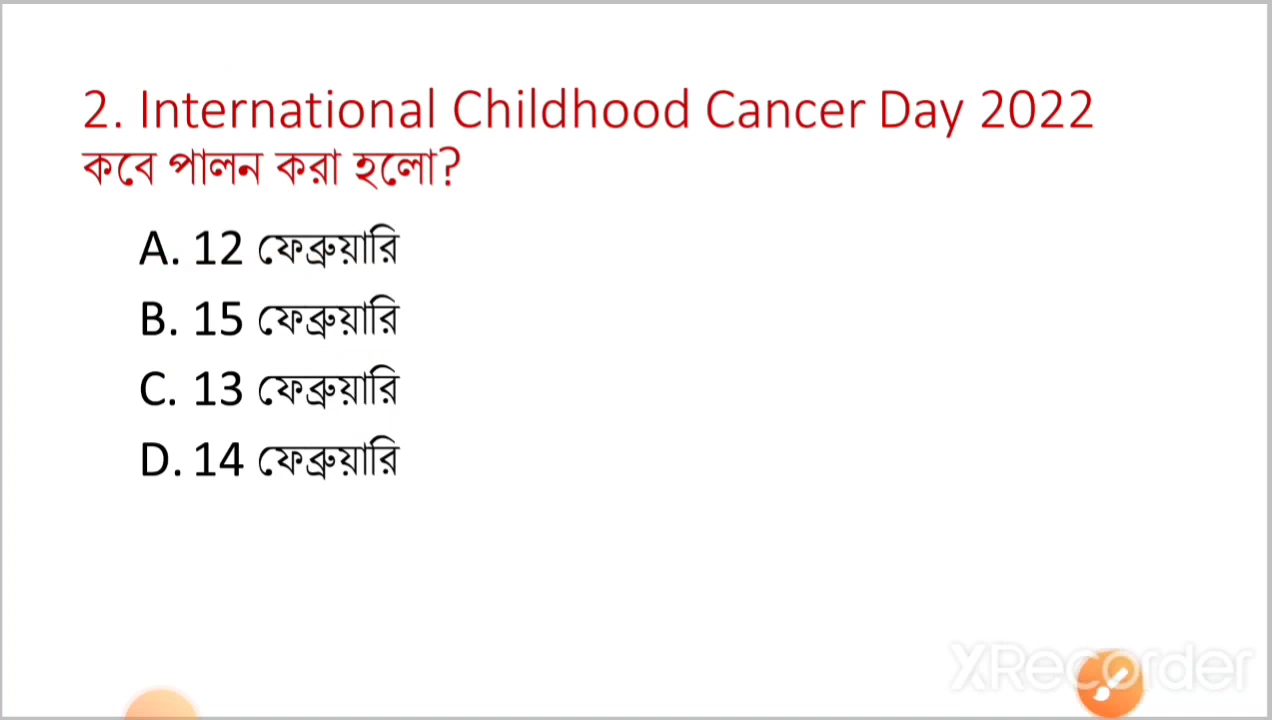 2. International Childhood Cancer Day 2022
কবে পালন করা হলো?
A. 12 ফেব্রুয়ারি
B. 15 ফেব্রুয়ারি
C. 13 ফেব্রুয়ারি
D. 14 ফেব্রুয়ারি
XRecorder